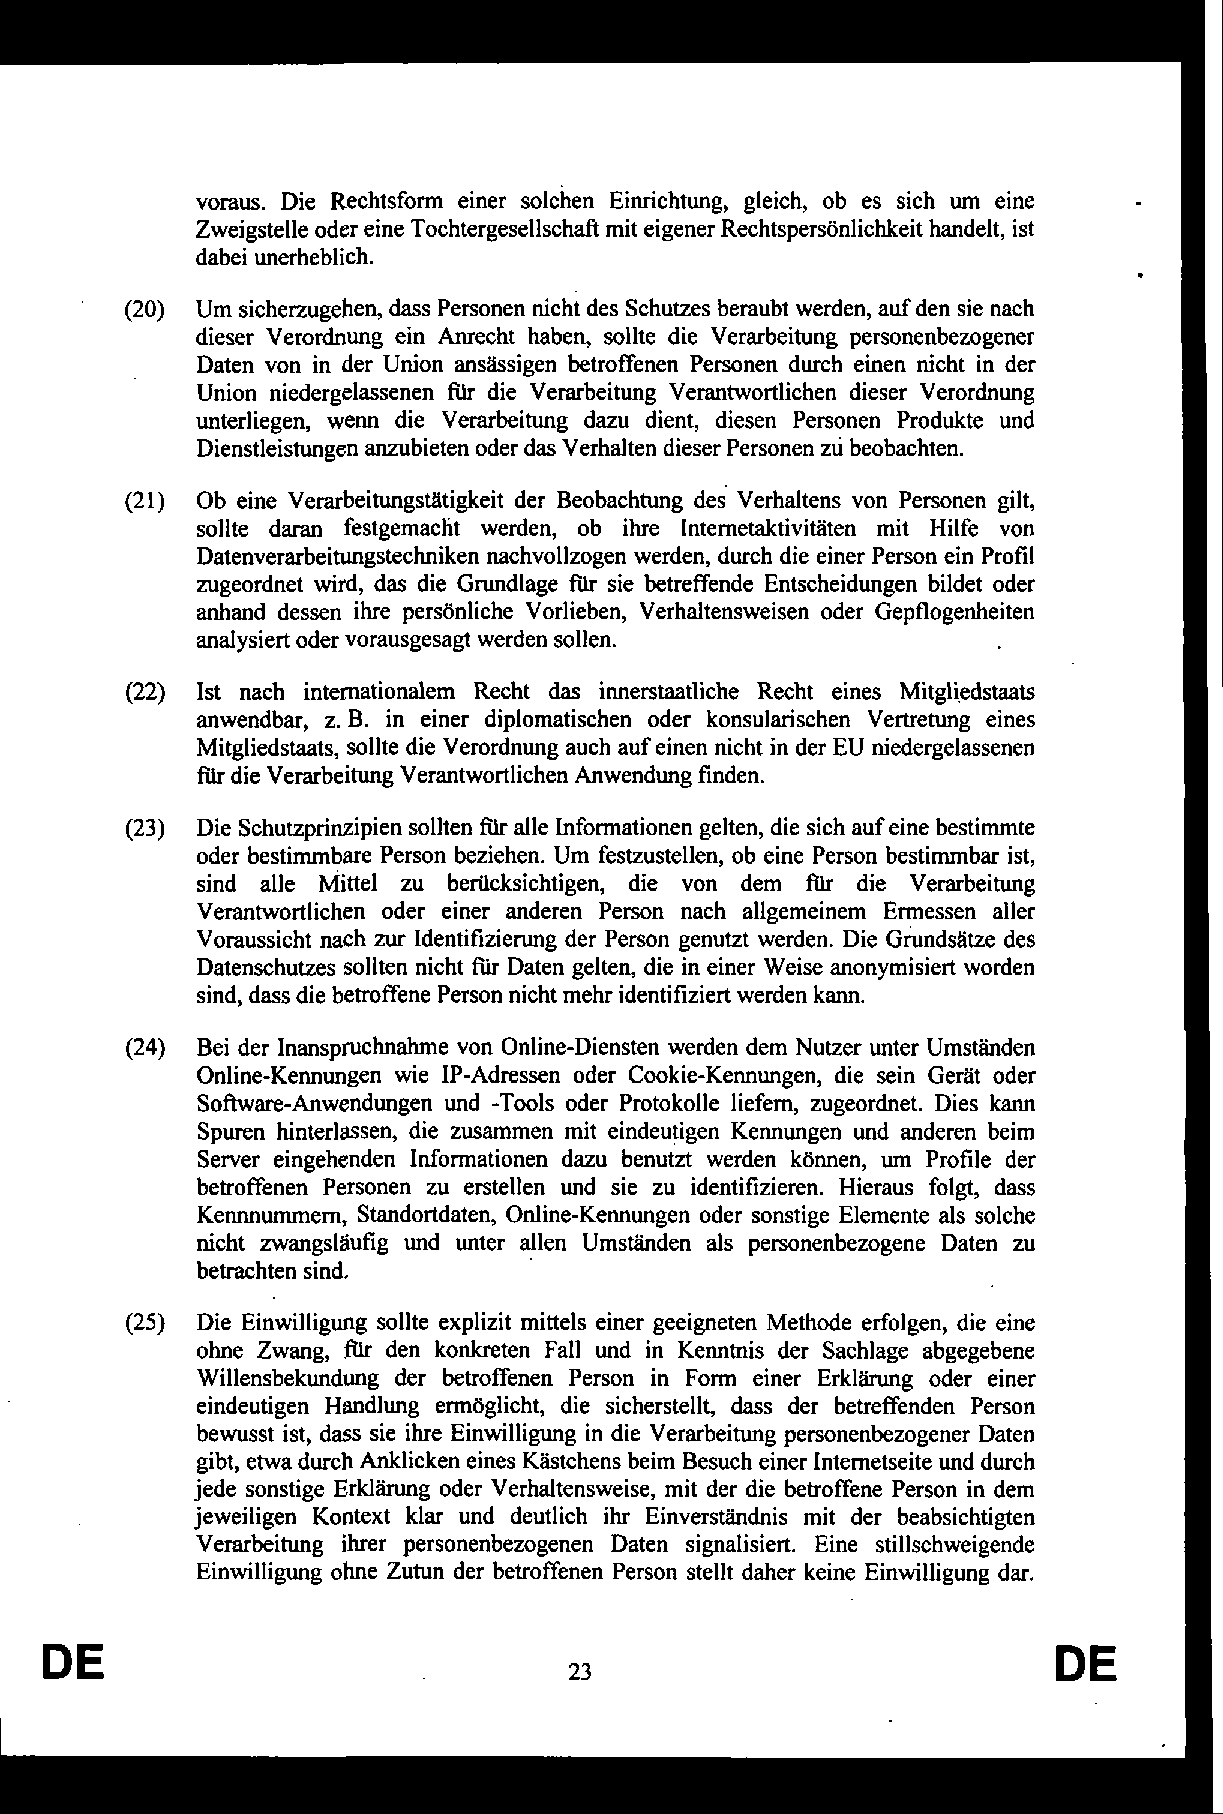 voraus. Die Rechtsform einer solchen Einrichtung, gleich, ob es sich um eine
Zweigstelle oder eine Tochtergesellschaft mit eigener Rechtspersönlichkeit handelt, ist
dabei unerheblich.
(20) Um sicherzugehen, dass Personen nicht des Schutzes beraubt werden, auf den sie nach
dieser Verordnung ein Anrecht haben, sollte die Verarbeitung personenbezogener
Daten von in der Union ansässigen betroffenen Personen durch einen nicht in der
Union niedergelassenen für die Verarbeitung Verantwortlichen dieser Verordnung
unterliegen, wenn die Verarbeitung dazu dient, diesen Personen Produkte und
Dienstleistungen anzubieten oder das Verhalten dieser Personen zu beobachten.
(21) Ob eine Verarbeitungstätigkeit der Beobachtung des Verhaltens von Personen gilt,
sollte daran festgemacht werden, ob ihre Internetaktivitäten mit Hilfe von
Datenverarbeitungstechniken nachvollzogen werden, durch die einer Person ein Profil
zugeordnet wird, das die Grundlage für sie betreffende Entscheidungen bildet oder
anhand dessen ihre persönliche Vorlieben, Verhaltensweisen oder Gepflogenheiten
analysiert oder vorausgesagt werden sollen.
(22) Ist nach internationalem Recht das innerstaatliche Recht eines Mitgliedstaats
anwendbar, z. B. in einer diplomatischen oder konsularischen Vertretung eines
Mitgliedstaats, sollte die Verordnung auch auf einen nicht in der EU niedergelassenen
für die Verarbeitung Verantwortlichen Anwendung finden.
(23) Die Schutzprinzipien sollten für alle Informationen gelten, die sich auf eine bestimmte
oder bestimmbare Person beziehen. Um festzustellen, ob eine Person bestimmbar ist,
sind alle Mittel zu berücksichtigen, die von dem für die Verarbeitung
Verantwortlichen oder einer anderen Person nach allgemeinem Ermessen aller
Voraussicht nach zur Identifizierung der Person genutzt werden. Die Grundsätze des
Datenschutzes sollten nicht für Daten gelten, die in einer Weise anonymisiert worden
sind, dass die betroffene Person nicht mehr identifiziert werden kann.
(24) Bei der Inanspruchnahme von Online-Diensten werden dem Nutzer unter Umständen
Online-Kennungen wie IP-Adressen oder Cookie-Kennungen, die sein Gerät oder
Software-Anwendungen und -Tools oder Protokolle liefern, zugeordnet. Dies kann
Spuren hinterlassen, die zusammen mit eindeutigen Kennungen und anderen beim
Server eingehenden Informationen dazu benutzt werden können, um Profile der
betroffenen Personen zu erstellen und sie zu identifizieren. Hieraus folgt, dass
Kennnummern, Standortdaten, Online-Kennungen oder sonstige Elemente als solche
nicht zwangsläufig und unter allen Umständen als personenbezogene Daten zu
betrachten sind.
(25) Die Einwilligung sollte explizit mittels einer geeigneten Methode erfolgen, die eine
ohne Zwang, für den konkreten Fall und in Kenntnis der Sachlage abgegebene
Willensbekundung der betroffenen Person in Form einer Erklärung oder einer
eindeutigen Handlung ermöglicht, die sicherstellt, dass der betreffenden Person
bewusst ist, dass sie ihre Einwilligung in die Verarbeitung personenbezogener Daten
gibt, etwa durch Anklicken eines Kästchens beim Besuch einer Internetseite und durch
jede sonstige Erklärung oder Verhaltensweise, mit der die betroffene Person in dem
jeweiligen Kontext klar und deutlich ihr Einverständnis mit der beabsichtigten
Verarbeitung ihrer personenbezogenen Daten signalisiert. Eine stillschweigende
Einwilligung ohne Zutun der betroffenen Person stellt daher keine Einwilligung dar.
DE 23 DE